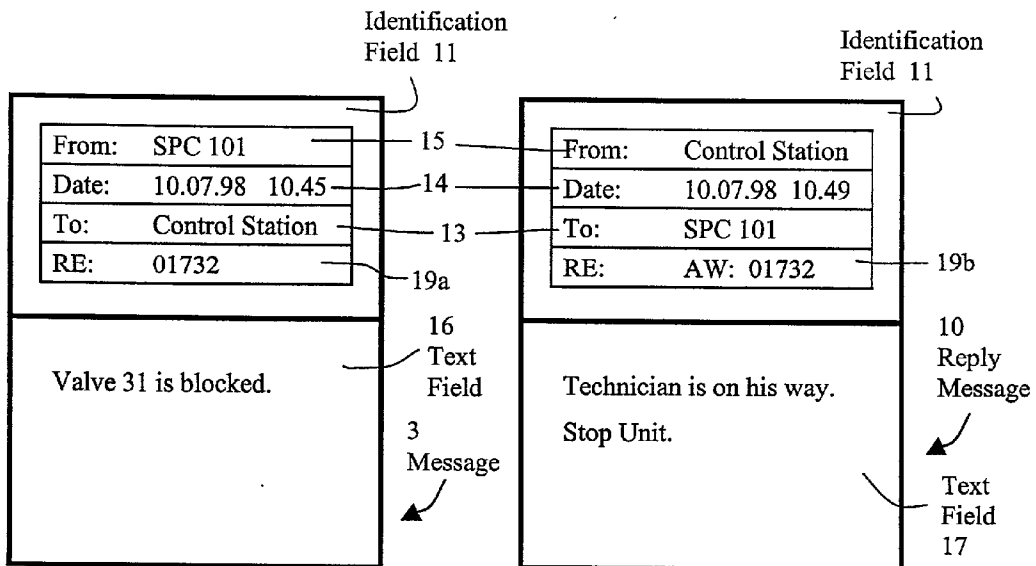 Identification
Field 11
From: SPC 101
Date: 10.07.98 10.45
To: Control Station
RE: 01732
Valve 31 is blocked.
15
14
13
19a
16
Text
Field
3
Message
Identification
Field 11
From: Control Station
Date: 10.07.98 10.49
To: SPC 101
RE: AW: 01732
Technician is on his way.
Stop Unit.
19b
10
Reply
Message
Text
Field
17